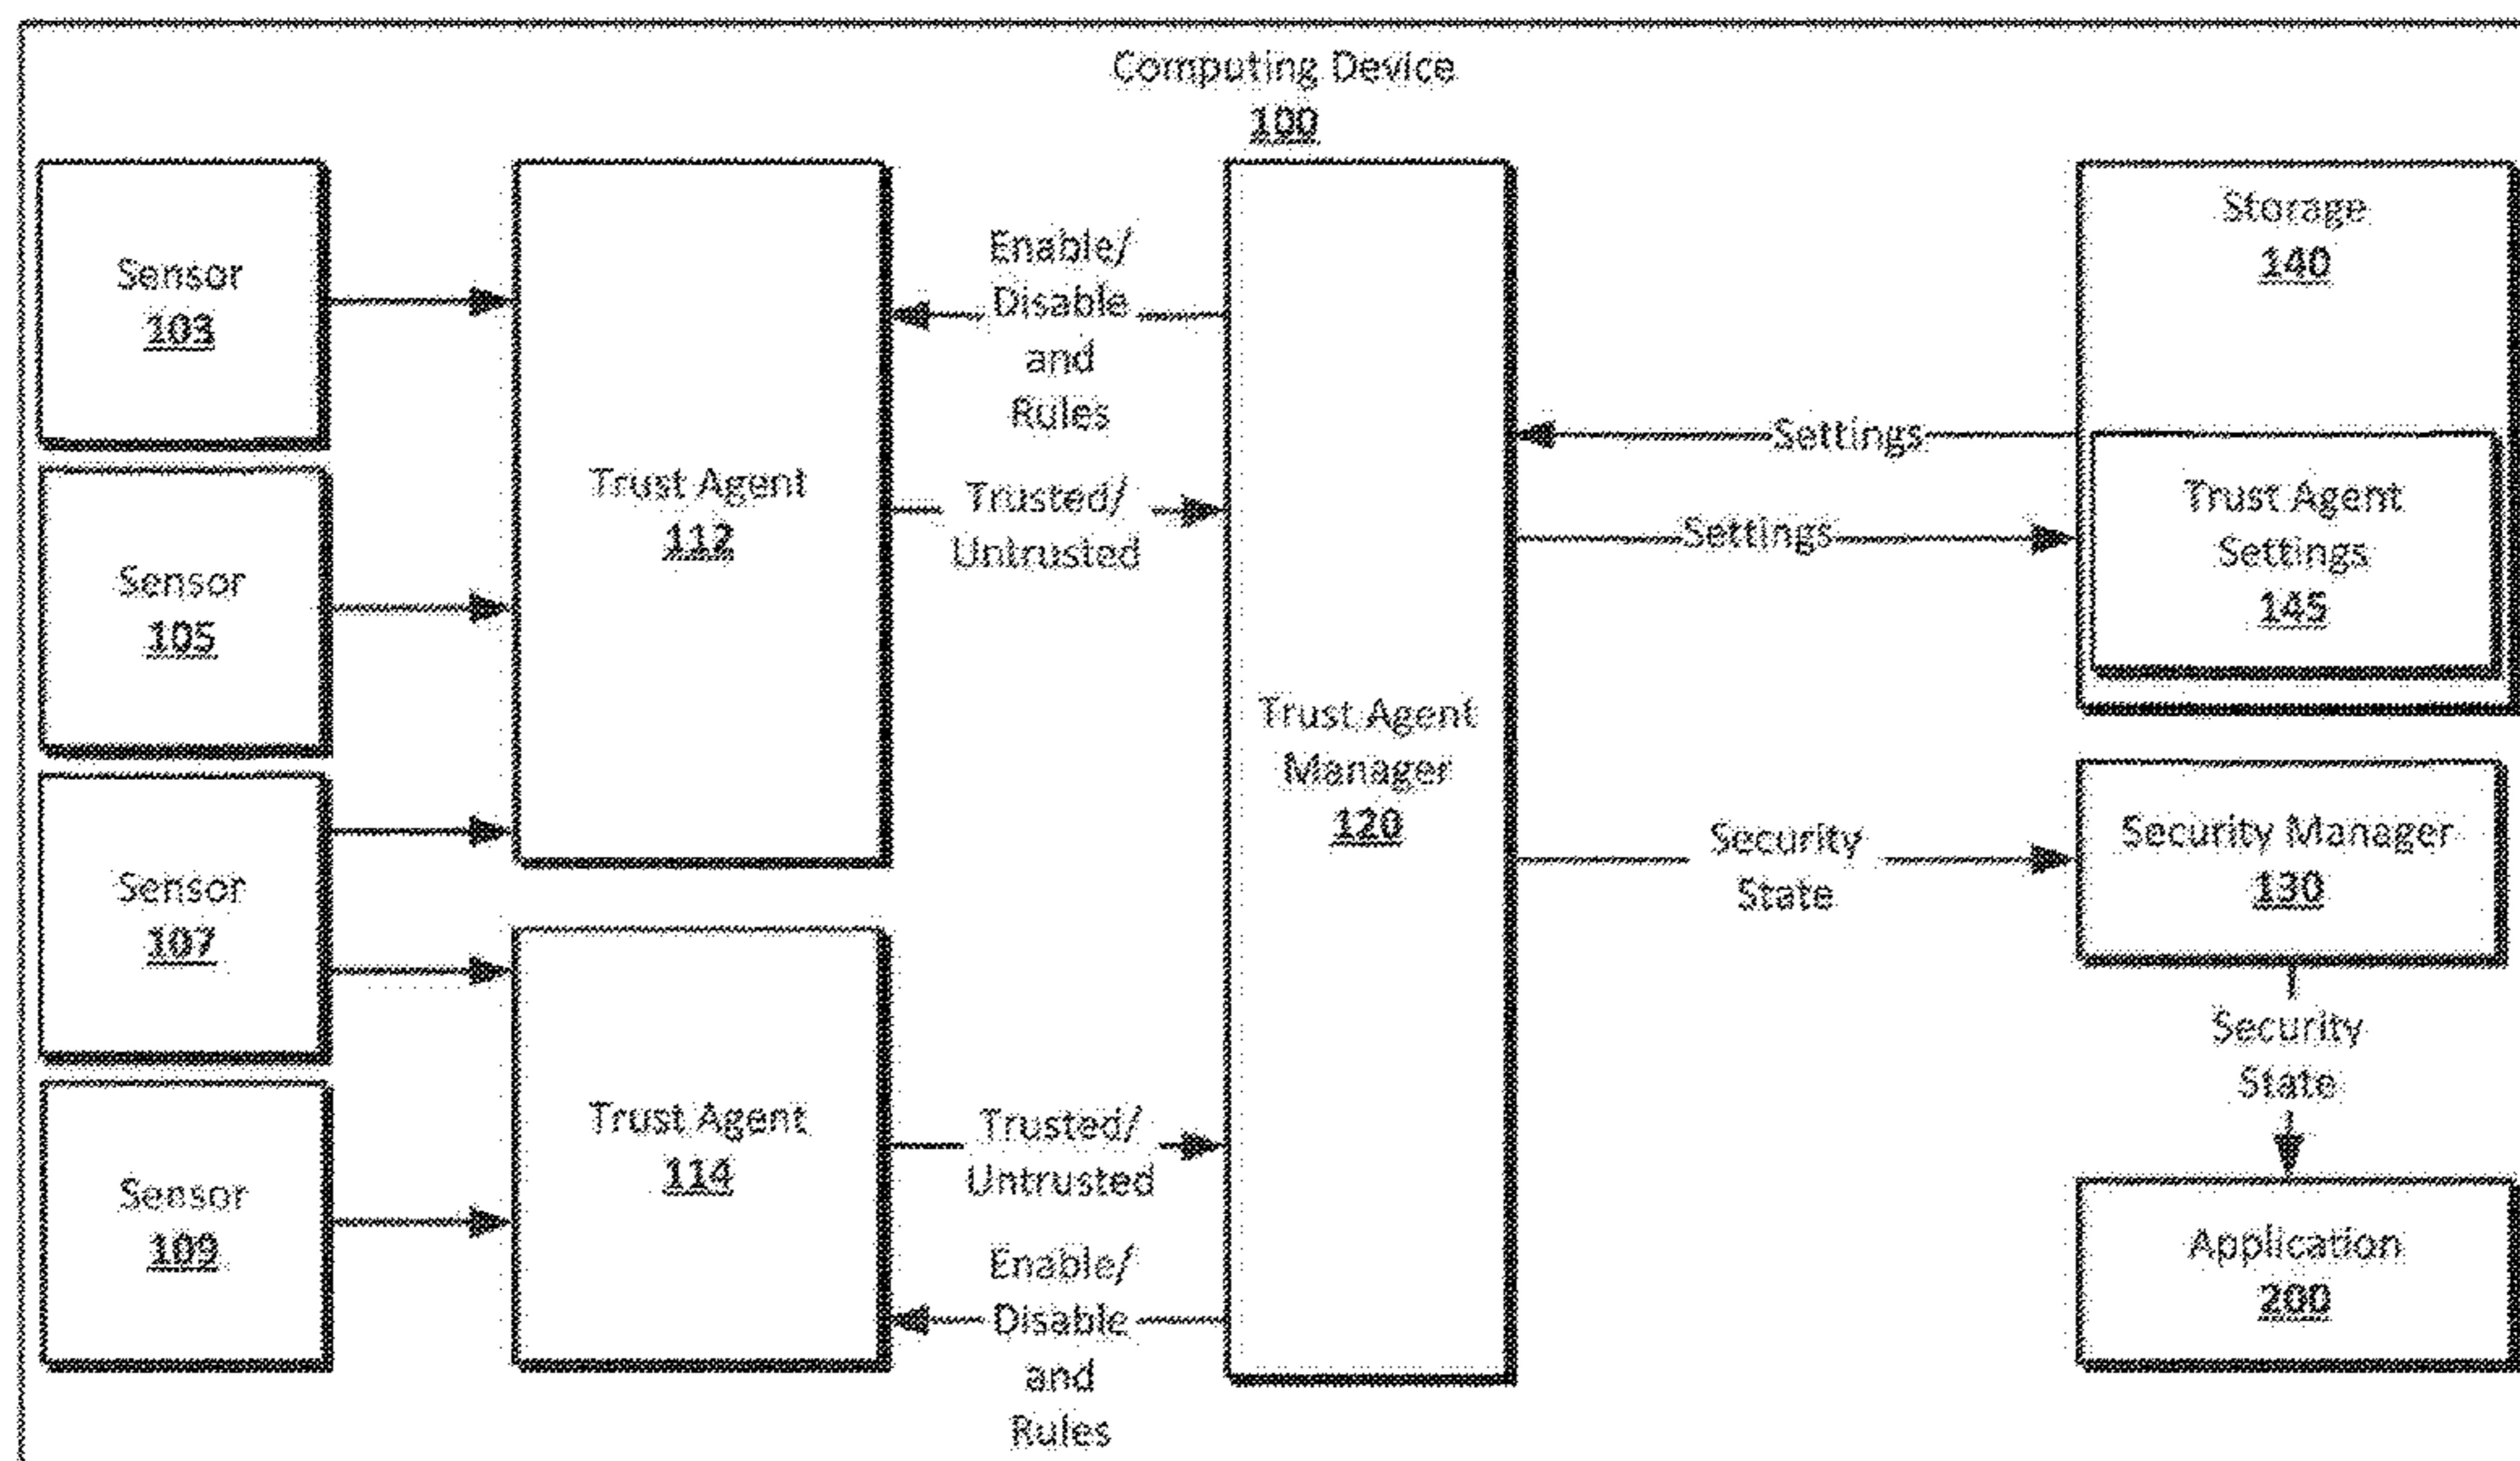 Computing Device
100
Sensor
103
Sensor
105
Sensor
107
Sensor
109
Trust Agent
112
Trust Agent
114
Enable/
Disable
and
Rules
Trusted/
Untrusted
Trusted/
Untrusted
Enable/
Disable
and
Rules
Trust Agent
Manager
120
Settings
Settings
Security
State
Storage
140
Trust Agent
Settings
145
Security Manager
130
Security
State
Application
200